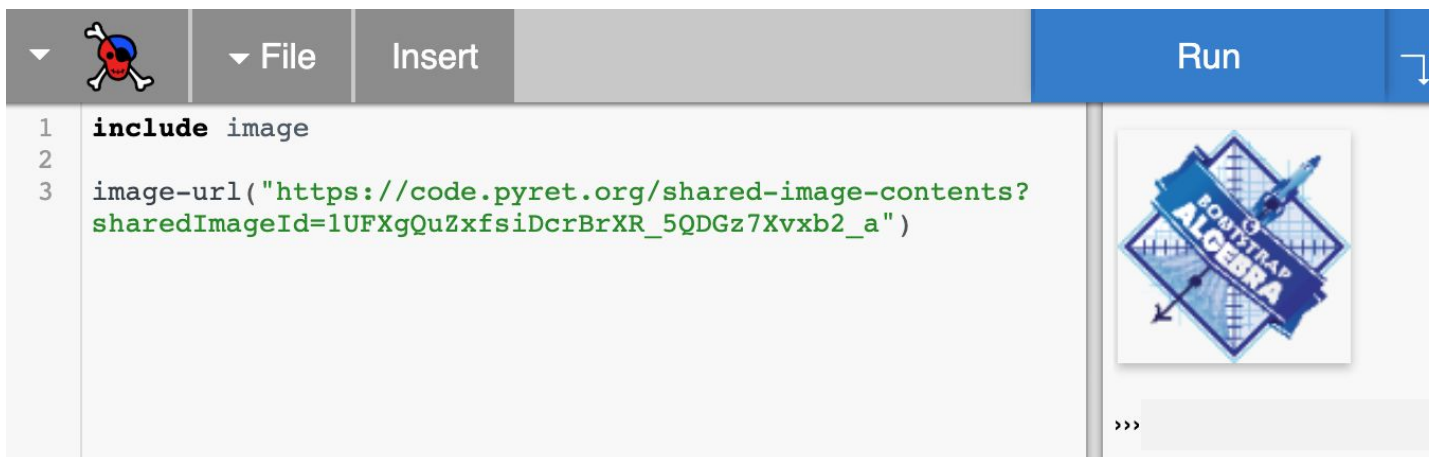 File
Insert
Run
1 include image
2
3 image-url("https://code.pyret.org/shared-image-contents?
sharedImageId=1UFXgQuZxfsiDcrBrXR_5QDGz7Xvxb2_a")
BOOTSTRAP
ALGEBRA
›››